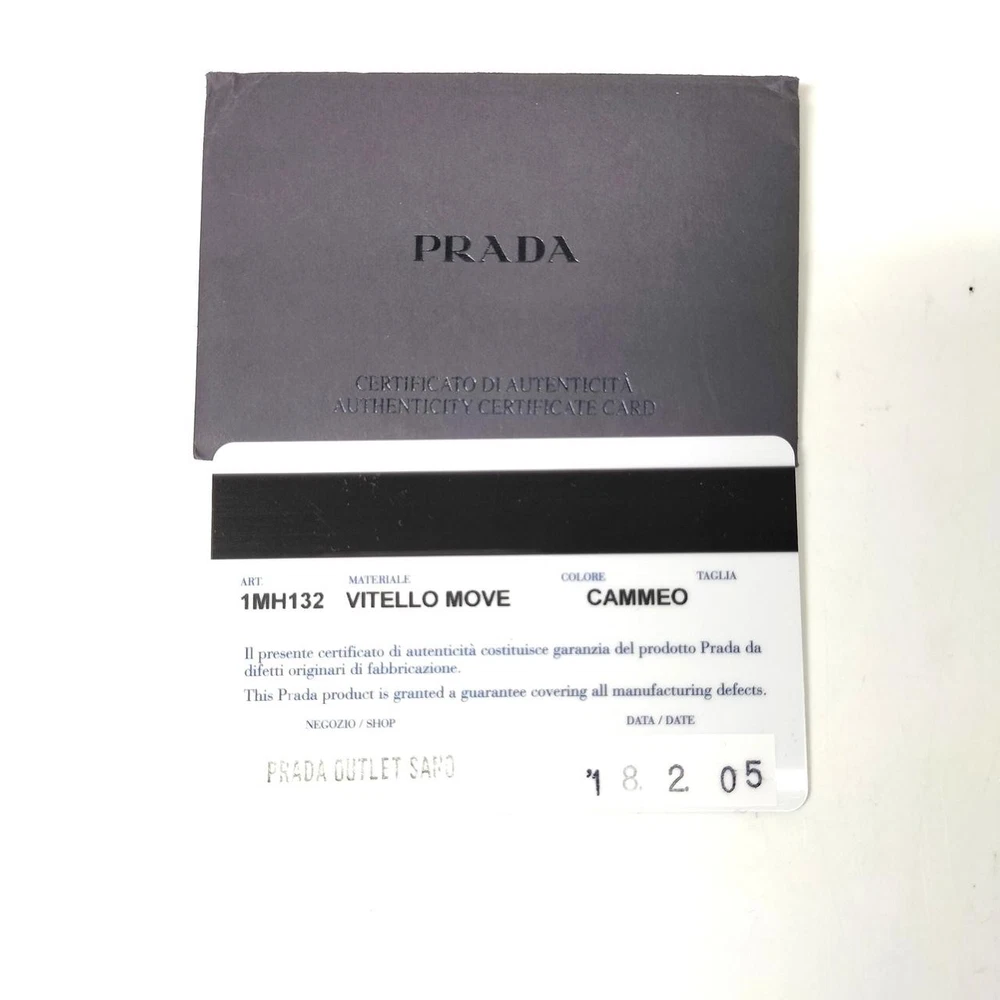 PRADA
CERTIFICATO DI AUTENTICITÀ
AUTHENTICITY CERTIFICATE CARD
ART. MATERIALE COLORE TAGLIA
1MH132 VITELLO MOVE CAMMEO
Il presente certificato di autenticità costituisce garanzia del prodotto Prada da
difetti originari di fabbricazione.
This Prada product is granted a guarantee covering all manufacturing defects.
NEGOZIO / SHOP DATA / DATE
PRADA OUTLET SANO
'18. 2. 05